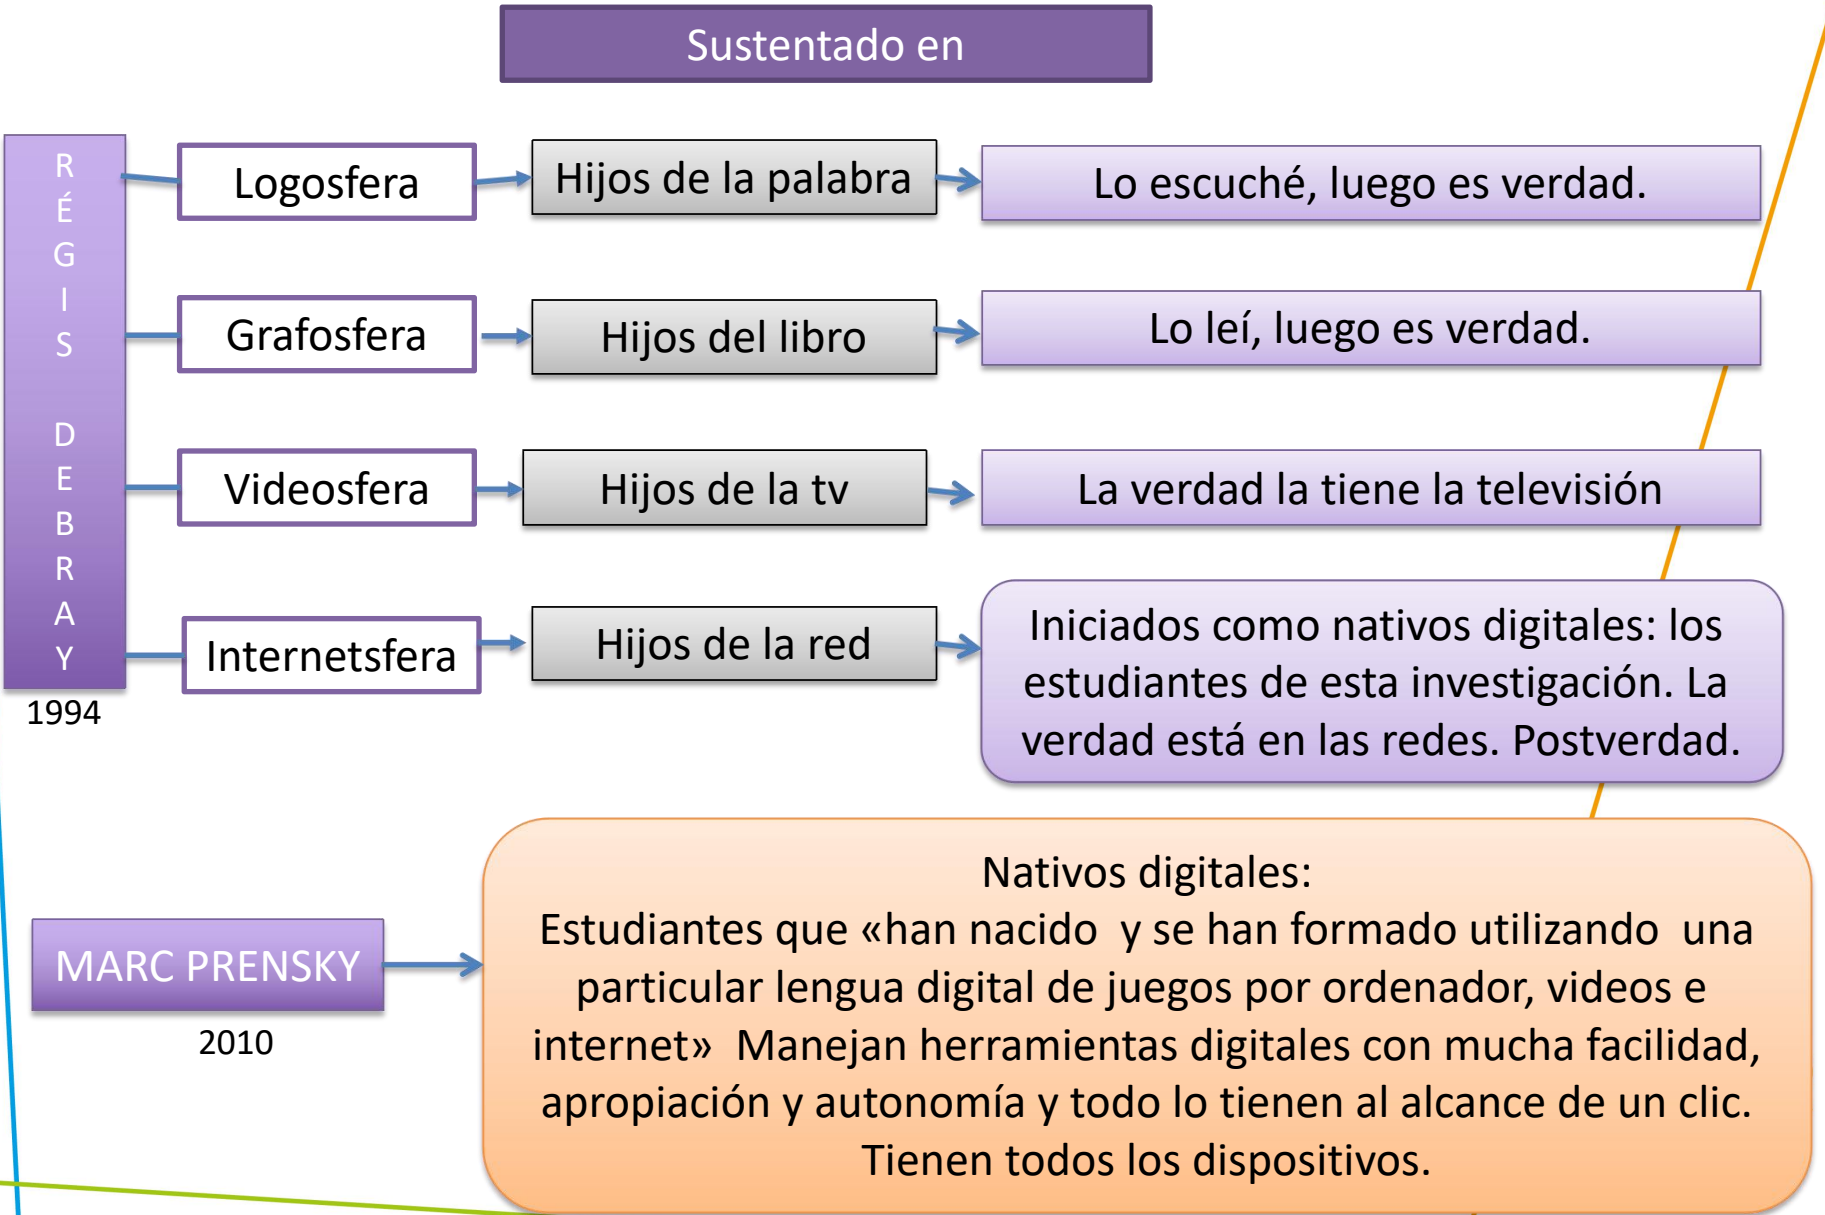 Sustentado en
RÉGIS DEBRAY
1994
Logosfera
Hijos de la palabra
Lo escuché, luego es verdad.
Grafosfera
Hijos del libro
Lo leí, luego es verdad.
Videosfera
Hijos de la tv
La verdad la tiene la televisión
Internetsfera
Hijos de la red
Iniciados como nativos digitales: los
estudiantes de esta investigación. La
verdad está en las redes. Postverdad.
MARC PRENSKY
2010
Nativos digitales:
Estudiantes que «han nacido y se han formado utilizando una
particular lengua digital de juegos por ordenador, videos e
internet» Manejan herramientas digitales con mucha facilidad,
apropiación y autonomía y todo lo tienen al alcance de un clic.
Tienen todos los dispositivos.